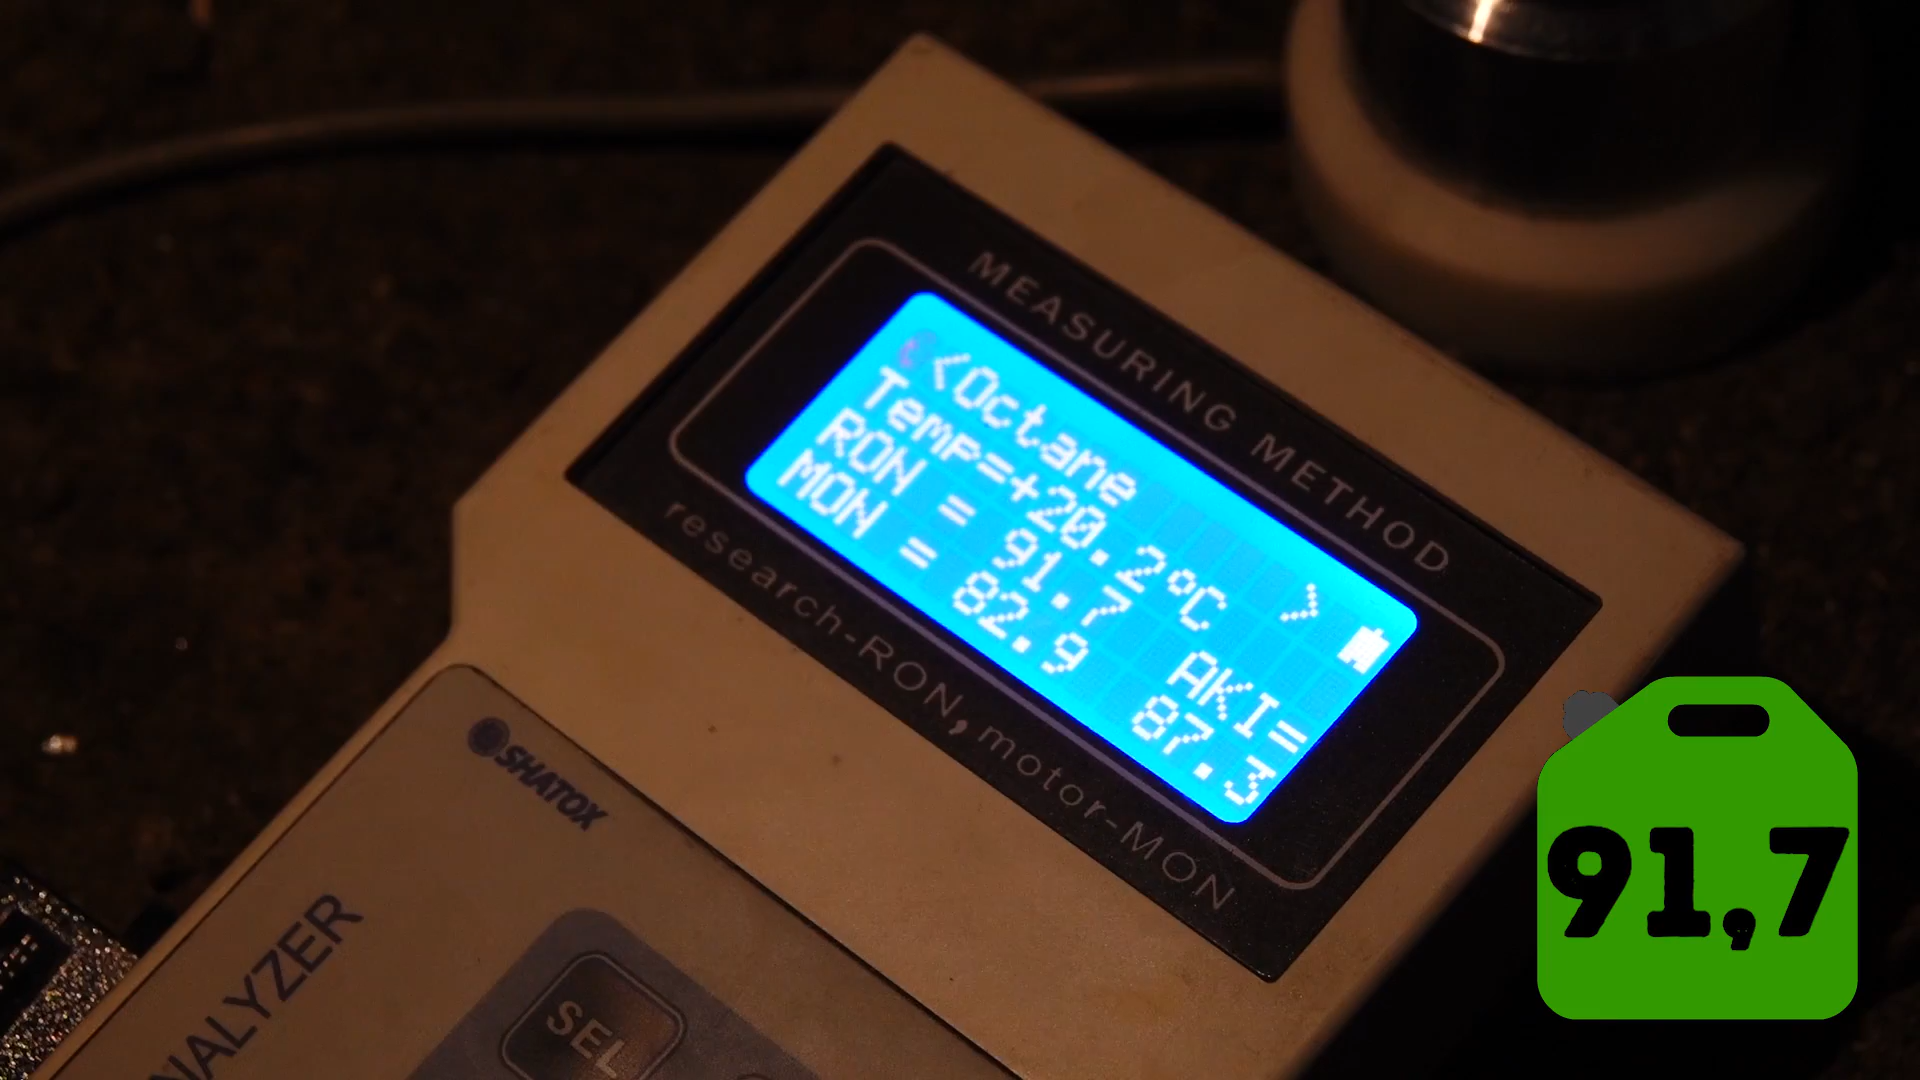 MEASURING METHOD
<Octane >
Temp=+20.2°C
RON = 91.7 AKI=
MON = 82.9 87.3
research-RON, motor-MON
SHATOX
NALYZER
SEL
91,7